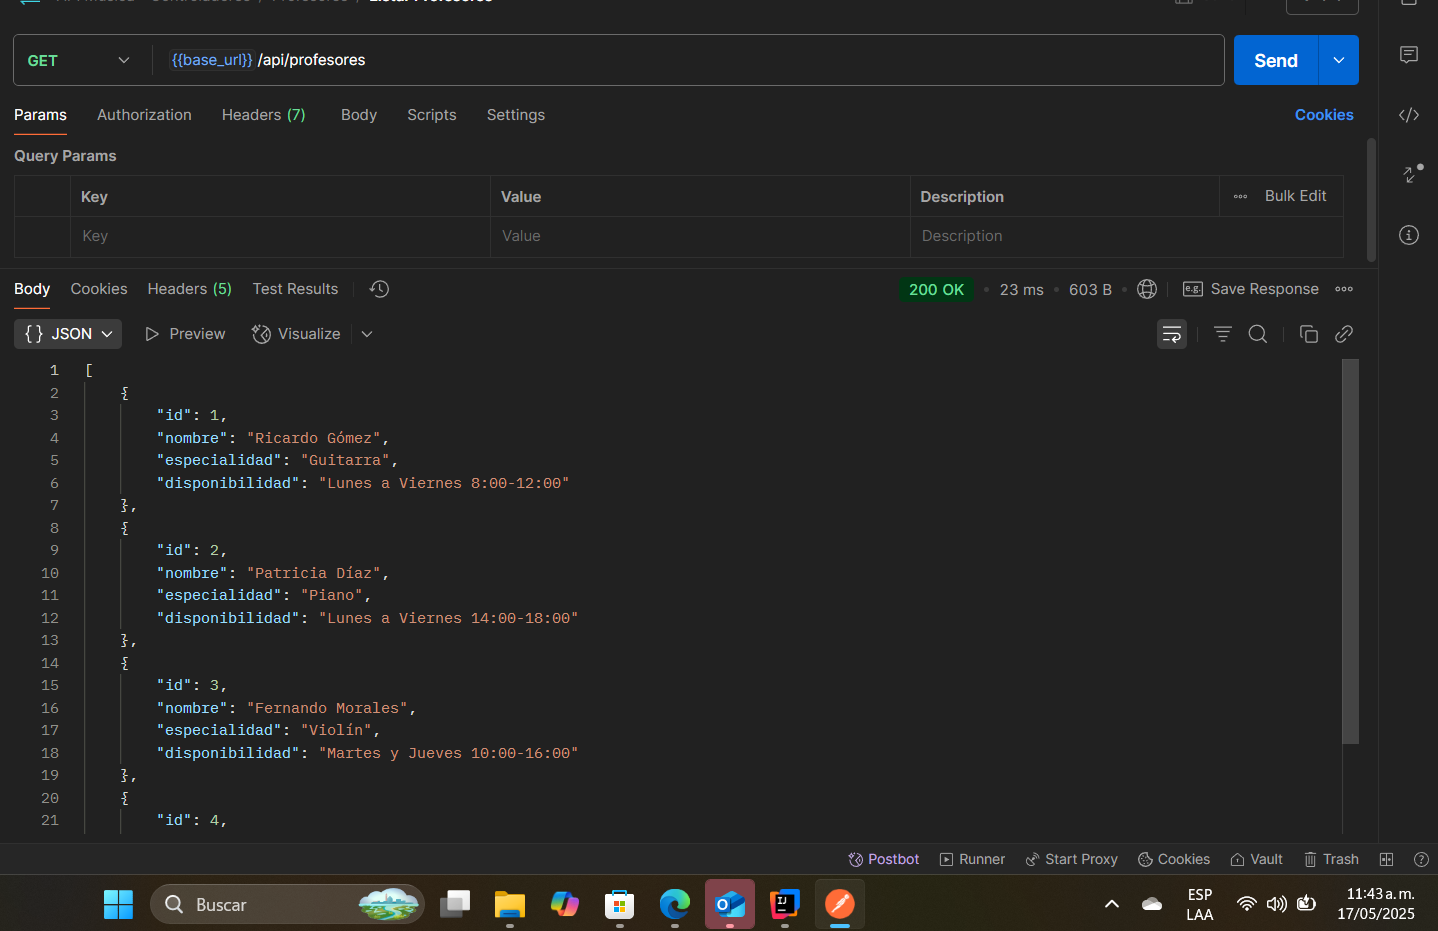 GET {{base_url}} /api/profesores Send
Params Authorization Headers (7) Body Scripts Settings Cookies
Query Params
Key Value Description Bulk Edit
Key Value Description
Body Cookies Headers (5) Test Results 200 OK • 23 ms • 603 B • e.g. Save Response
{} JSON Preview Visualize
1 [
2 {
3 "id": 1,
4 "nombre": "Ricardo Gómez",
5 "especialidad": "Guitarra",
6 "disponibilidad": "Lunes a Viernes 8:00-12:00"
7 },
8 {
9 "id": 2,
10 "nombre": "Patricia Díaz",
11 "especialidad": "Piano",
12 "disponibilidad": "Lunes a Viernes 14:00-18:00"
13 },
14 {
15 "id": 3,
16 "nombre": "Fernando Morales",
17 "especialidad": "Violín",
18 "disponibilidad": "Martes y Jueves 10:00-16:00"
19 },
20 {
21 "id": 4,
Postbot Runner Start Proxy Cookies Vault Trash
Buscar
ESP
LAA
11:43 a. m.
17/05/2025